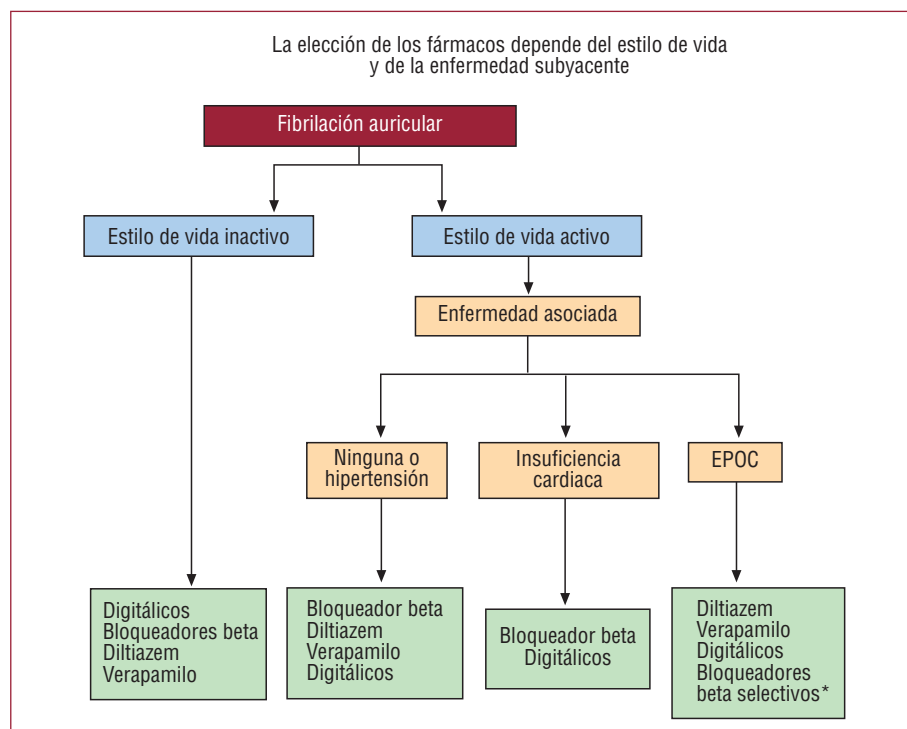 La elección de los fármacos depende del estilo de vida
y de la enfermedad subyacente
Fibrilación auricular
Estilo de vida inactivo
Estilo de vida activo
Enfermedad asociada
Ninguna o
hipertensión
Insuficiencia
cardiaca
EPOC
Digitálicos
Bloqueadores beta
Diltiazem
Verapamilo
Bloqueador beta
Diltiazem
Verapamilo
Digitálicos
Bloqueador beta
Digitálicos
Diltiazem
Verapamilo
Digitálicos
Bloqueadores
beta selectivos*